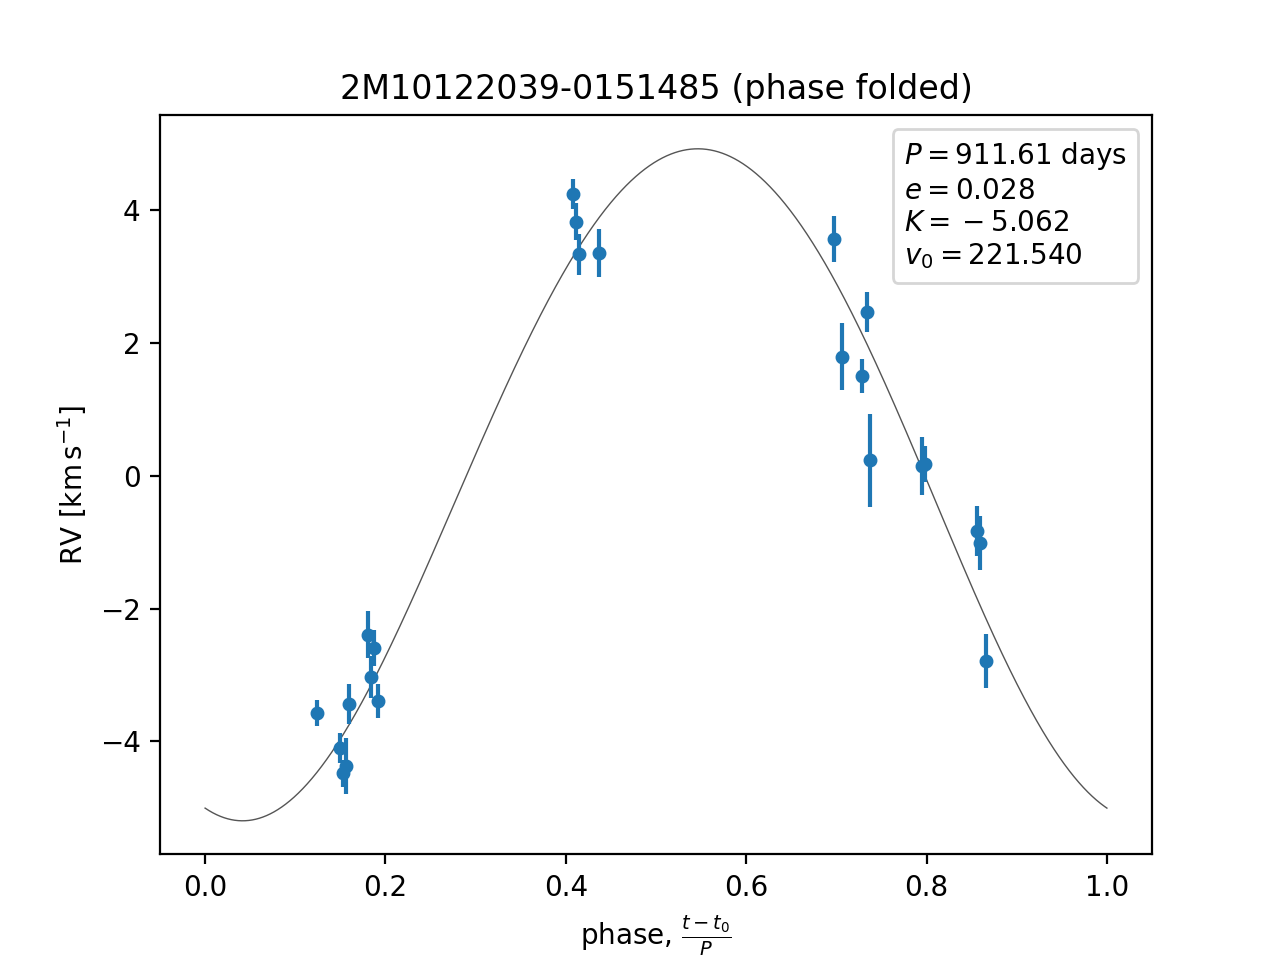 2M10122039-0151485 (phase folded)
P = 911.61 days
e = 0.028
K = −5.062
v₀ = 221.540
RV [km s⁻¹]
4
2
0
−2
−4
0.0 0.2 0.4 0.6 0.8 1.0
phase, (t − t₀)/P